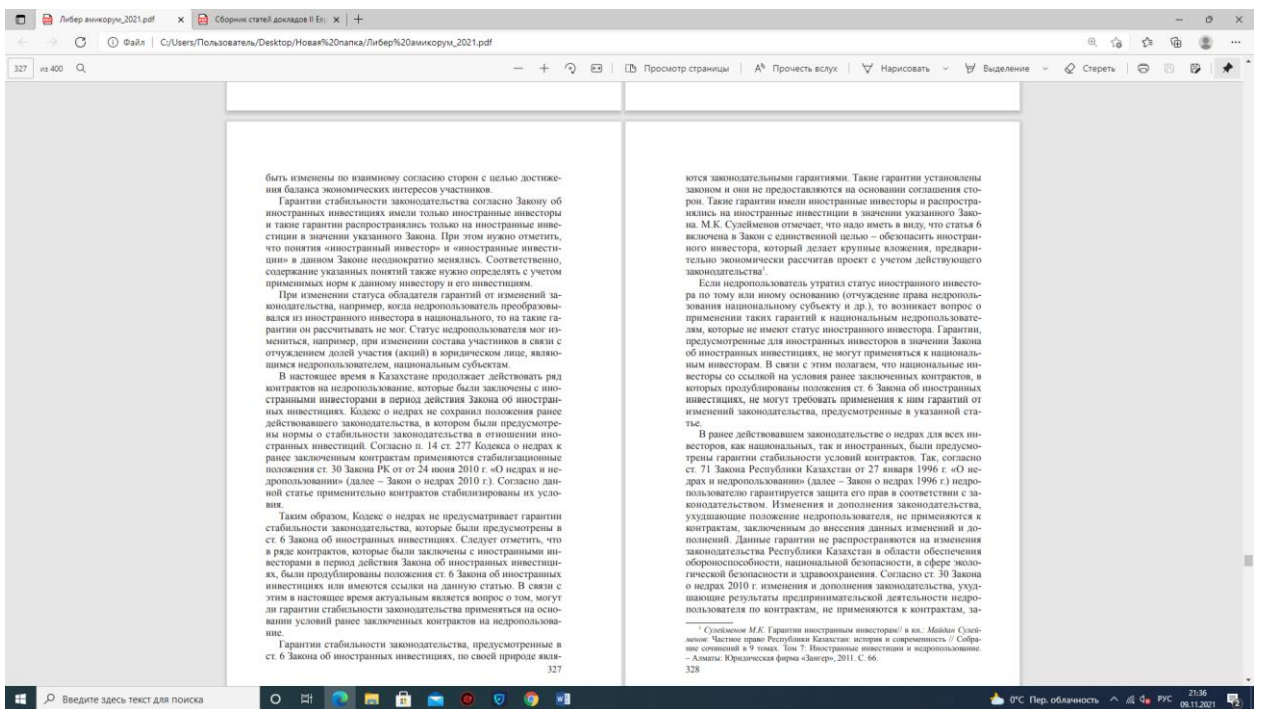 Либер амикорум_2021.pdf
Сборник статей докладов II Евр
Файл
C:/Users/Пользователь/Desktop/Новая%20папка/Либер%20амикорум_2021.pdf
327 из 400
Просмотр страницы
Прочесть вслух
Нарисовать
Выделение
Стереть
быть изменены по взаимному согласию сторон с целью достиже-
ния баланса экономических интересов участников.
Гарантии стабильности законодательства согласно Закону об
иностранных инвестициях имели только иностранные инвесторы
и такие гарантии распространялись только на иностранные инве-
стиции в значении указанного Закона. При этом нужно отметить,
что понятия «иностранный инвестор» и «иностранные инвести-
ции» в данном Законе неоднократно менялись. Соответственно,
содержание указанных понятий также нужно определять с учетом
применимых норм к данному инвестору и его инвестициям.
При изменении статуса обладателя гарантий от изменений за-
конодательства, например, когда недропользователь преобразовы-
вался из иностранного инвестора в национального, то на такие га-
рантии он рассчитывать не мог. Статус недропользователя мог из-
мениться, например, при изменении состава участников в связи с
отчуждением долей участия (акций) в юридическом лице, являю-
щимся недропользователем, национальным субъектам.
В настоящее время в Казахстане продолжает действовать ряд
контрактов на недропользование, которые были заключены с ино-
странными инвесторами в период действия Закона об иностран-
ных инвестициях. Кодекс о недрах не сохранил положения ранее
действовавшего законодательства, в котором были предусмотре-
ны нормы о стабильности законодательства в отношении ино-
странных инвестиций. Согласно п. 14 ст. 277 Кодекса о недрах к
ранее заключенным контрактам применяются стабилизационные
положения ст. 30 Закона РК от от 24 июня 2010 г. «О недрах и не-
дропользовании» (далее – Закон о недрах 2010 г.). Согласно дан-
ной статье применительно контрактов стабилизированы их усло-
вия.
Таким образом, Кодекс о недрах не предусматривает гарантии
стабильности законодательства, которые были предусмотрены в
ст. 6 Закона об иностранных инвестициях. Следует отметить, что
в ряде контрактов, которые были заключены с иностранными ин-
весторами в период действия Закона об иностранных инвестици-
ях, были продублированы положения ст. 6 Закона об иностранных
инвестициях или имеются ссылки на данную статью. В связи с
этим в настоящее время актуальным является вопрос о том, могут
ли гарантии стабильности законодательства применяться на осно-
вании условий ранее заключенных контрактов на недропользова-
ние.
Гарантии стабильности законодательства, предусмотренные в
ст. 6 Закона об иностранных инвестициях, по своей природе явля-
327
ются законодательными гарантиями. Такие гарантии установлены
законом и они не предоставляются на основании соглашения сто-
рон. Такие гарантии имели иностранные инвесторы и распростра-
нялись на иностранные инвестиции в значении указанного Зако-
на. М.К. Сулейменов отмечает, что надо иметь в виду, что статья 6
включена в Закон с единственной целью – обезопасить иностран-
ного инвестора, который делает крупные вложения, предвари-
тельно экономически рассчитав проект с учетом действующего
законодательства¹.
Если недропользователь утратил статус иностранного инвесто-
ра по тому или иному основанию (отчуждение права недрополь-
зования национальному субъекту и др.), то возникает вопрос о
применении таких гарантий к национальным недропользовате-
лям, которые не имеют статус иностранного инвестора. Гарантии,
предусмотренные для иностранных инвесторов в значении Закона
об иностранных инвестициях, не могут применяться к националь-
ным инвесторам. В связи с этим полагаем, что национальные ин-
весторы со ссылкой на условия ранее заключенных контрактов, в
которых продублированы положения ст. 6 Закона об иностранных
инвестициях, не могут требовать применения к ним гарантий от
изменений законодательства, предусмотренные в указанной ста-
тье.
В ранее действовавшем законодательстве о недрах для всех ин-
весторов, как национальных, так и иностранных, были предусмо-
трены гарантии стабильности условий контрактов. Так, согласно
ст. 71 Закона Республики Казахстан от 27 января 1996 г. «О не-
драх и недропользовании» (далее – Закон о недрах 1996 г.) недро-
пользователю гарантируется защита его прав в соответствии с за-
конодательством. Изменения и дополнения законодательства,
ухудшающие положение недропользователя, не применяются к
контрактам, заключенным до внесения данных изменений и до-
полнений. Данные гарантии не распространяются на изменения
законодательства Республики Казахстан в области обеспечения
обороноспособности, национальной безопасности, в сфере эколо-
гической безопасности и здравоохранения. Согласно ст. 30 Закона
о недрах 2010 г. изменения и дополнения законодательства, ухуд-
шающие результаты предпринимательской деятельности недро-
пользователя по контрактам, не применяются к контрактам, за-
¹ Сулейменов М.К. Гарантии иностранным инвесторам// в кн.: Майдан Сулей-
менов: Частное право Республики Казахстан: история и современность // Собра-
ние сочинений в 9 томах. Том 7: Иностранные инвестиции и недропользование.
– Алматы: Юридическая фирма «Зангер», 2011. С. 66.
328
Введите здесь текст для поиска
0°C Пер. облачность
РУС
21:36
09.11.2021